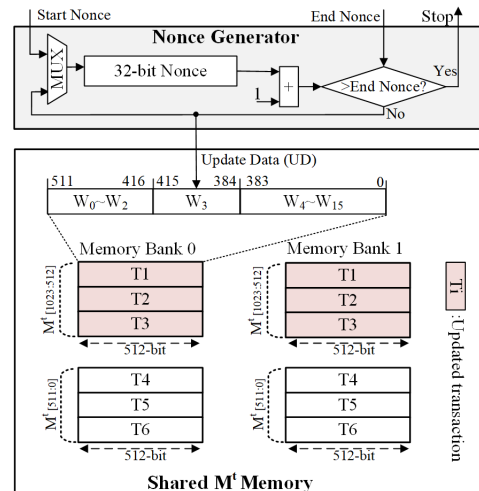 Start Nonce
End Nonce
Stop
Nonce Generator
MUX
32-bit Nonce
+
1
>End Nonce?
Yes
No
Update Data (UD)
511 416 415 384 383 0
W₀~W₂ W₃ W₄~W₁₅
Memory Bank 0
Memory Bank 1
Mᵗ [1023:512]
T1
T2
T3
512-bit
Mᵗ [1023:512]
T1
T2
T3
512-bit
Ti
:Updated transaction
Mᵗ [511:0]
T4
T5
T6
512-bit
Mᵗ [511:0]
T4
T5
T6
512-bit
Shared Mᵗ Memory